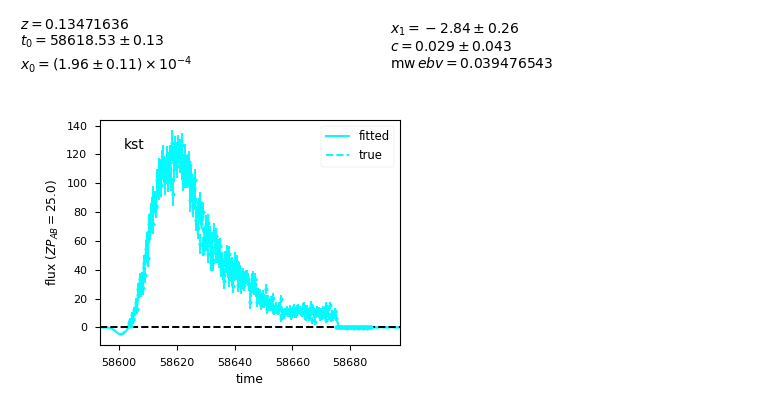 z = 0.13471636
t₀ = 58618.53 ± 0.13
x₀ = (1.96 ± 0.11) × 10⁻⁴
x₁ = − 2.84 ± 0.26
c = 0.029 ± 0.043
mw ebv = 0.039476543
kst
fitted
true
140
120
100
80
60
40
20
0
flux (ZP_AB = 25.0)
58600 58620 58640 58660 58680
time